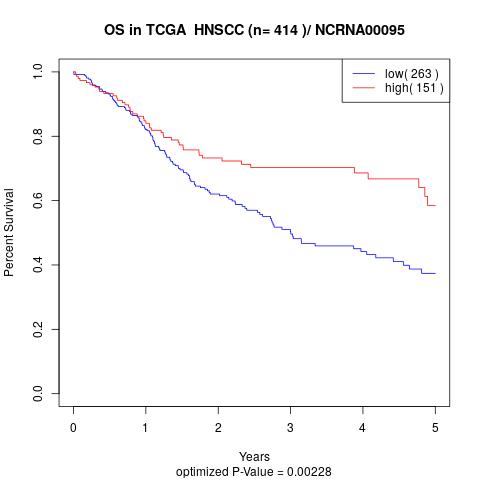 OS in TCGA  HNSCC (n= 414 )/ NCRNA00095
low( 263 )
high( 151 )
Percent Survival
1.0
0.8
0.6
0.4
0.2
0.0
0 1 2 3 4 5
Years
optimized P-Value = 0.00228